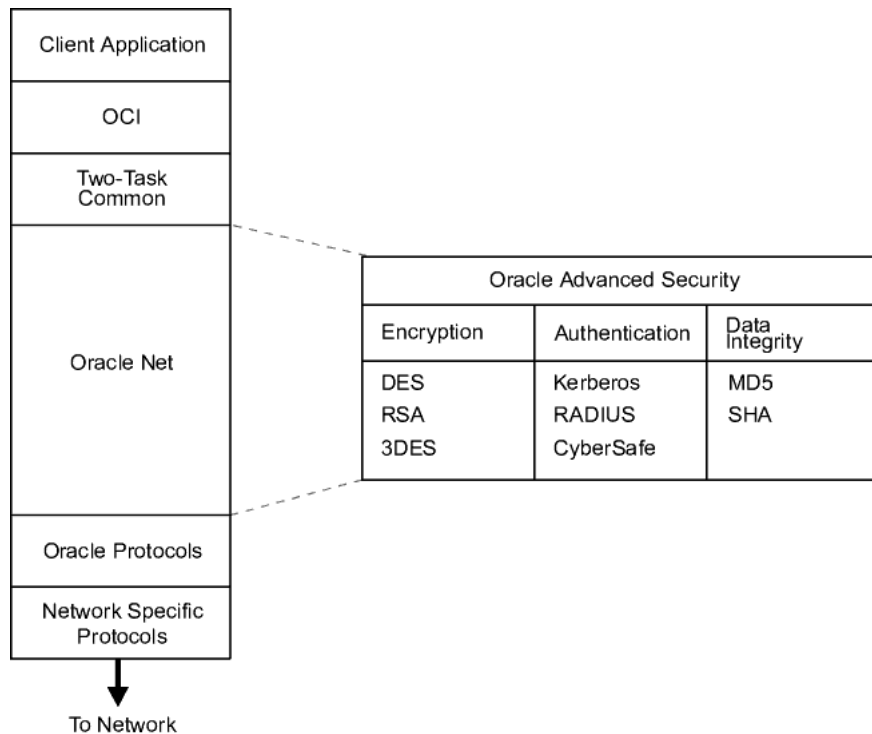 Client Application
OCI
Two-Task
Common
Oracle Net
Oracle Protocols
Network Specific
Protocols
To Network
Oracle Advanced Security
Encryption
Authentication
Data
Integrity
DES
RSA
3DES
Kerberos
RADIUS
CyberSafe
MD5
SHA